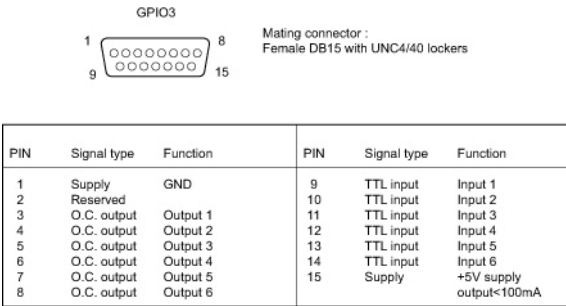 GPIO3
1
8
9
15
Mating connector :
Female DB15 with UNC4/40 lockers
PIN Signal type Function PIN Signal type Function
1 Supply GND 9 TTL input Input 1
2 Reserved 10 TTL input Input 2
3 O.C. output Output 1 11 TTL input Input 3
4 O.C. output Output 2 12 TTL input Input 4
5 O.C. output Output 3 13 TTL input Input 5
6 O.C. output Output 4 14 TTL input Input 6
7 O.C. output Output 5 15 Supply +5V supply
8 O.C. output Output 6 output<100mA